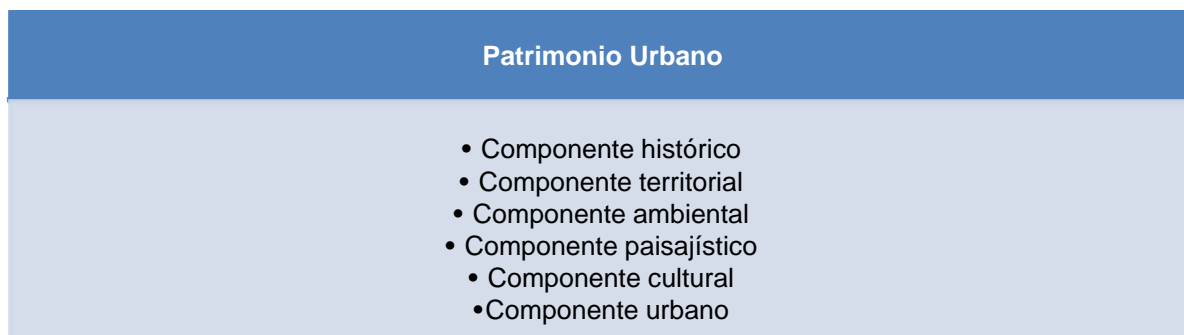 Patrimonio Urbano
• Componente histórico
• Componente territorial
• Componente ambiental
• Componente paisajístico
• Componente cultural
•Componente urbano